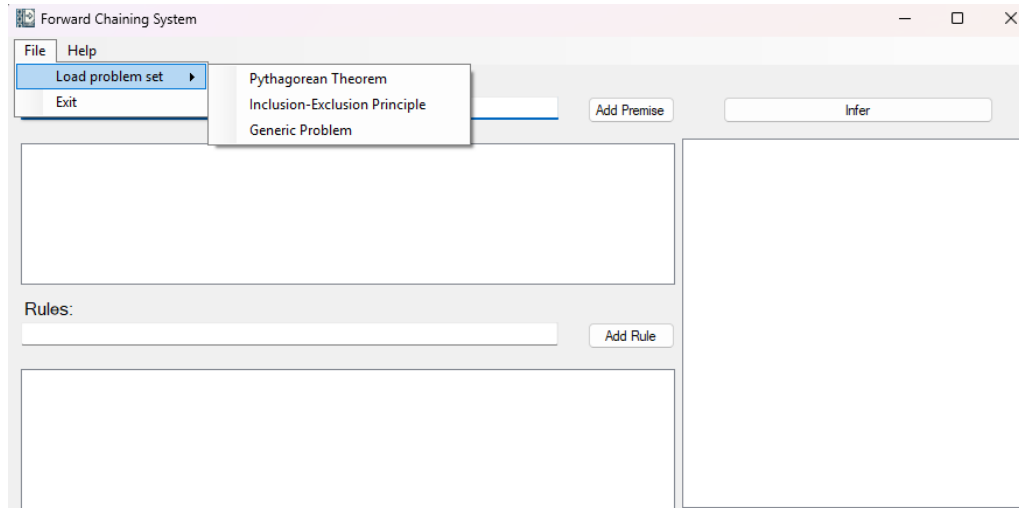 Forward Chaining System
File Help
Load problem set
Exit
Pythagorean Theorem
Inclusion-Exclusion Principle
Generic Problem
Add Premise
Infer
Rules:
Add Rule